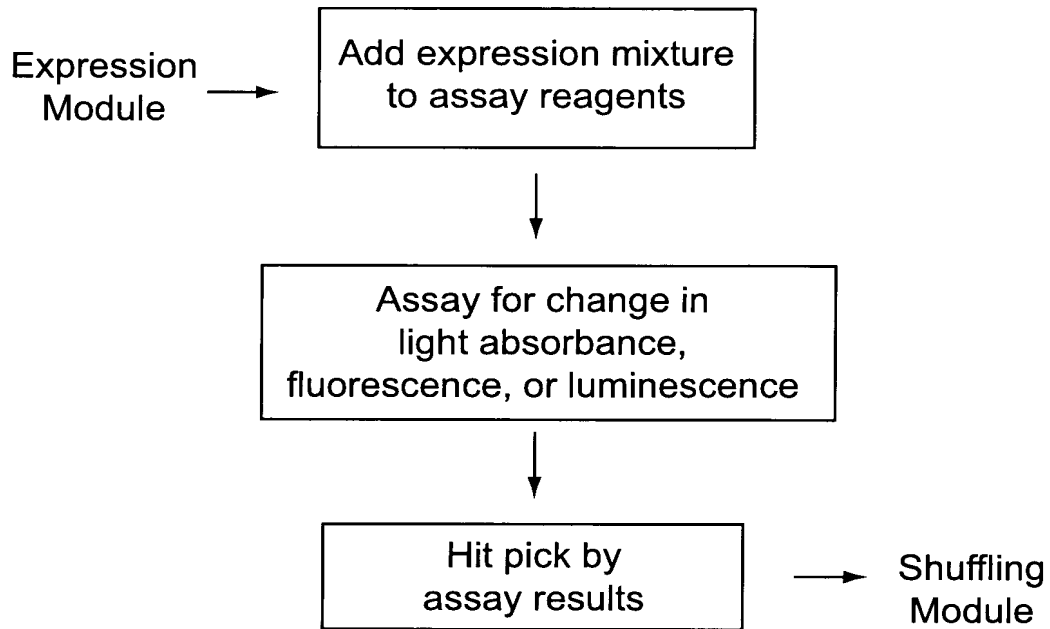 Expression
Module
Add expression mixture
to assay reagents
Assay for change in
light absorbance,
fluorescence, or luminescence
Hit pick by
assay results
Shuffling
Module